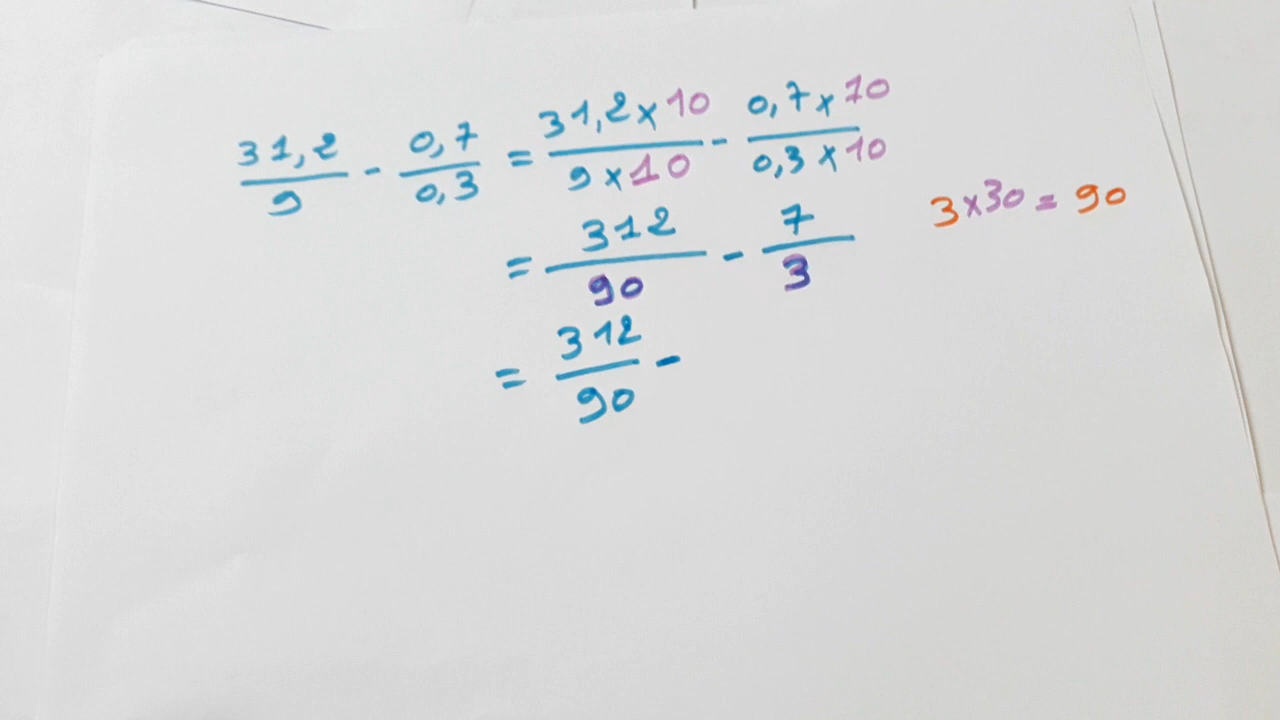 31,2/9 - 0,7/0,3 = 31,2 x 10/9 x 10 - 0,7 x 10/0,3 x 10
= 312/90 - 7/3
3 x 30 = 90
= 312/90 -